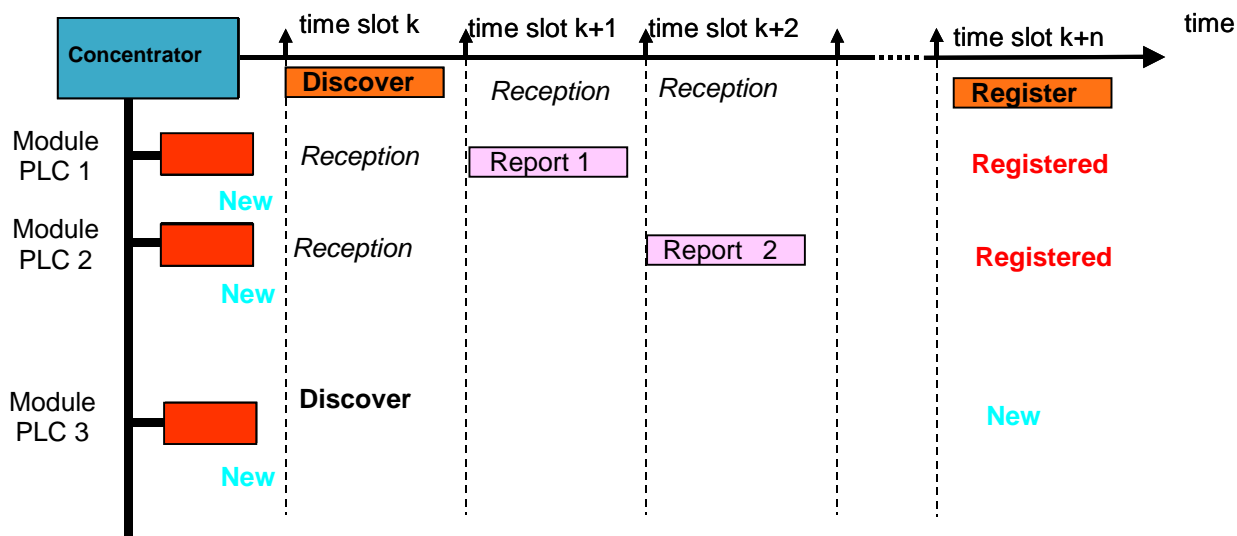 time slot k
time slot k+1
time slot k+2
time slot k+n
time
Concentrator
Discover
Reception
Reception
Register
Module
PLC 1
Reception
Report 1
Registered
New
Module
PLC 2
Reception
Report 2
Registered
New
Module
PLC 3
Discover
New
New